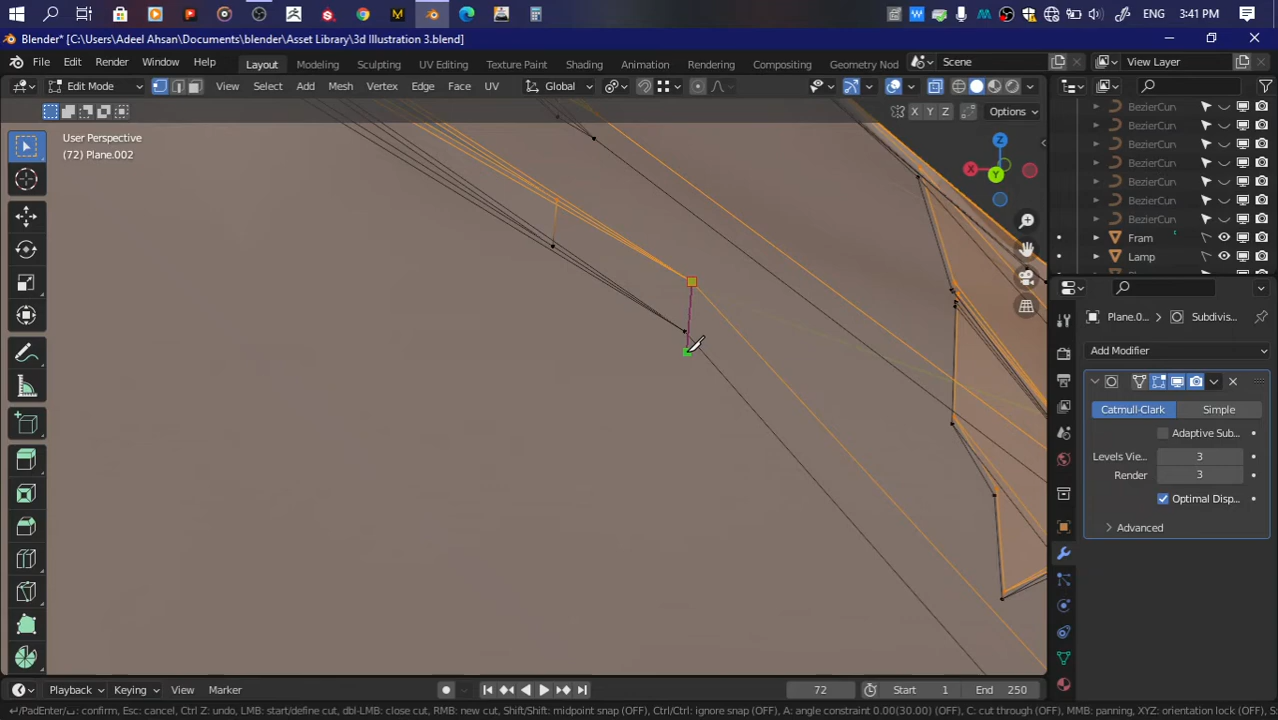 ENG 3:41 PM
Blender* [C:\Users\Adeel Ahsan\Documents\blender\Asset Library\3d Illustration 3.blend]
File Edit Render Window Help Layout Modeling Sculpting UV Editing Texture Paint Shading Animation Rendering Compositing Geometry Nod Scene View Layer
Edit Mode View Select Add Mesh Vertex Edge Face UV Global
X Y Z Options
User Perspective
(72) Plane.002
Z
X
Y
BezierCur
BezierCur
BezierCur
BezierCur
BezierCur
BezierCur
BezierCur
Fram
Lamp
Plane.0... Subdivis...
Add Modifier
Catmull-Clark Simple
Adaptive Sub...
Levels Vie... 3
Render 3
Optimal Disp...
Advanced
Playback Keying View Marker 72 Start 1 End 250
/PadEnter/: confirm, Esc: cancel, Ctrl Z: undo, LMB: start/define cut, dbl-LMB: close cut, RMB: new cut, Shift/Shift: midpoint snap (OFF), Ctrl/Ctrl: ignore snap (OFF), A: angle constraint 0.00(30.00) (OFF), C: cut through (OFF), MMB: panning, XYZ: orientation lock (OFF), S